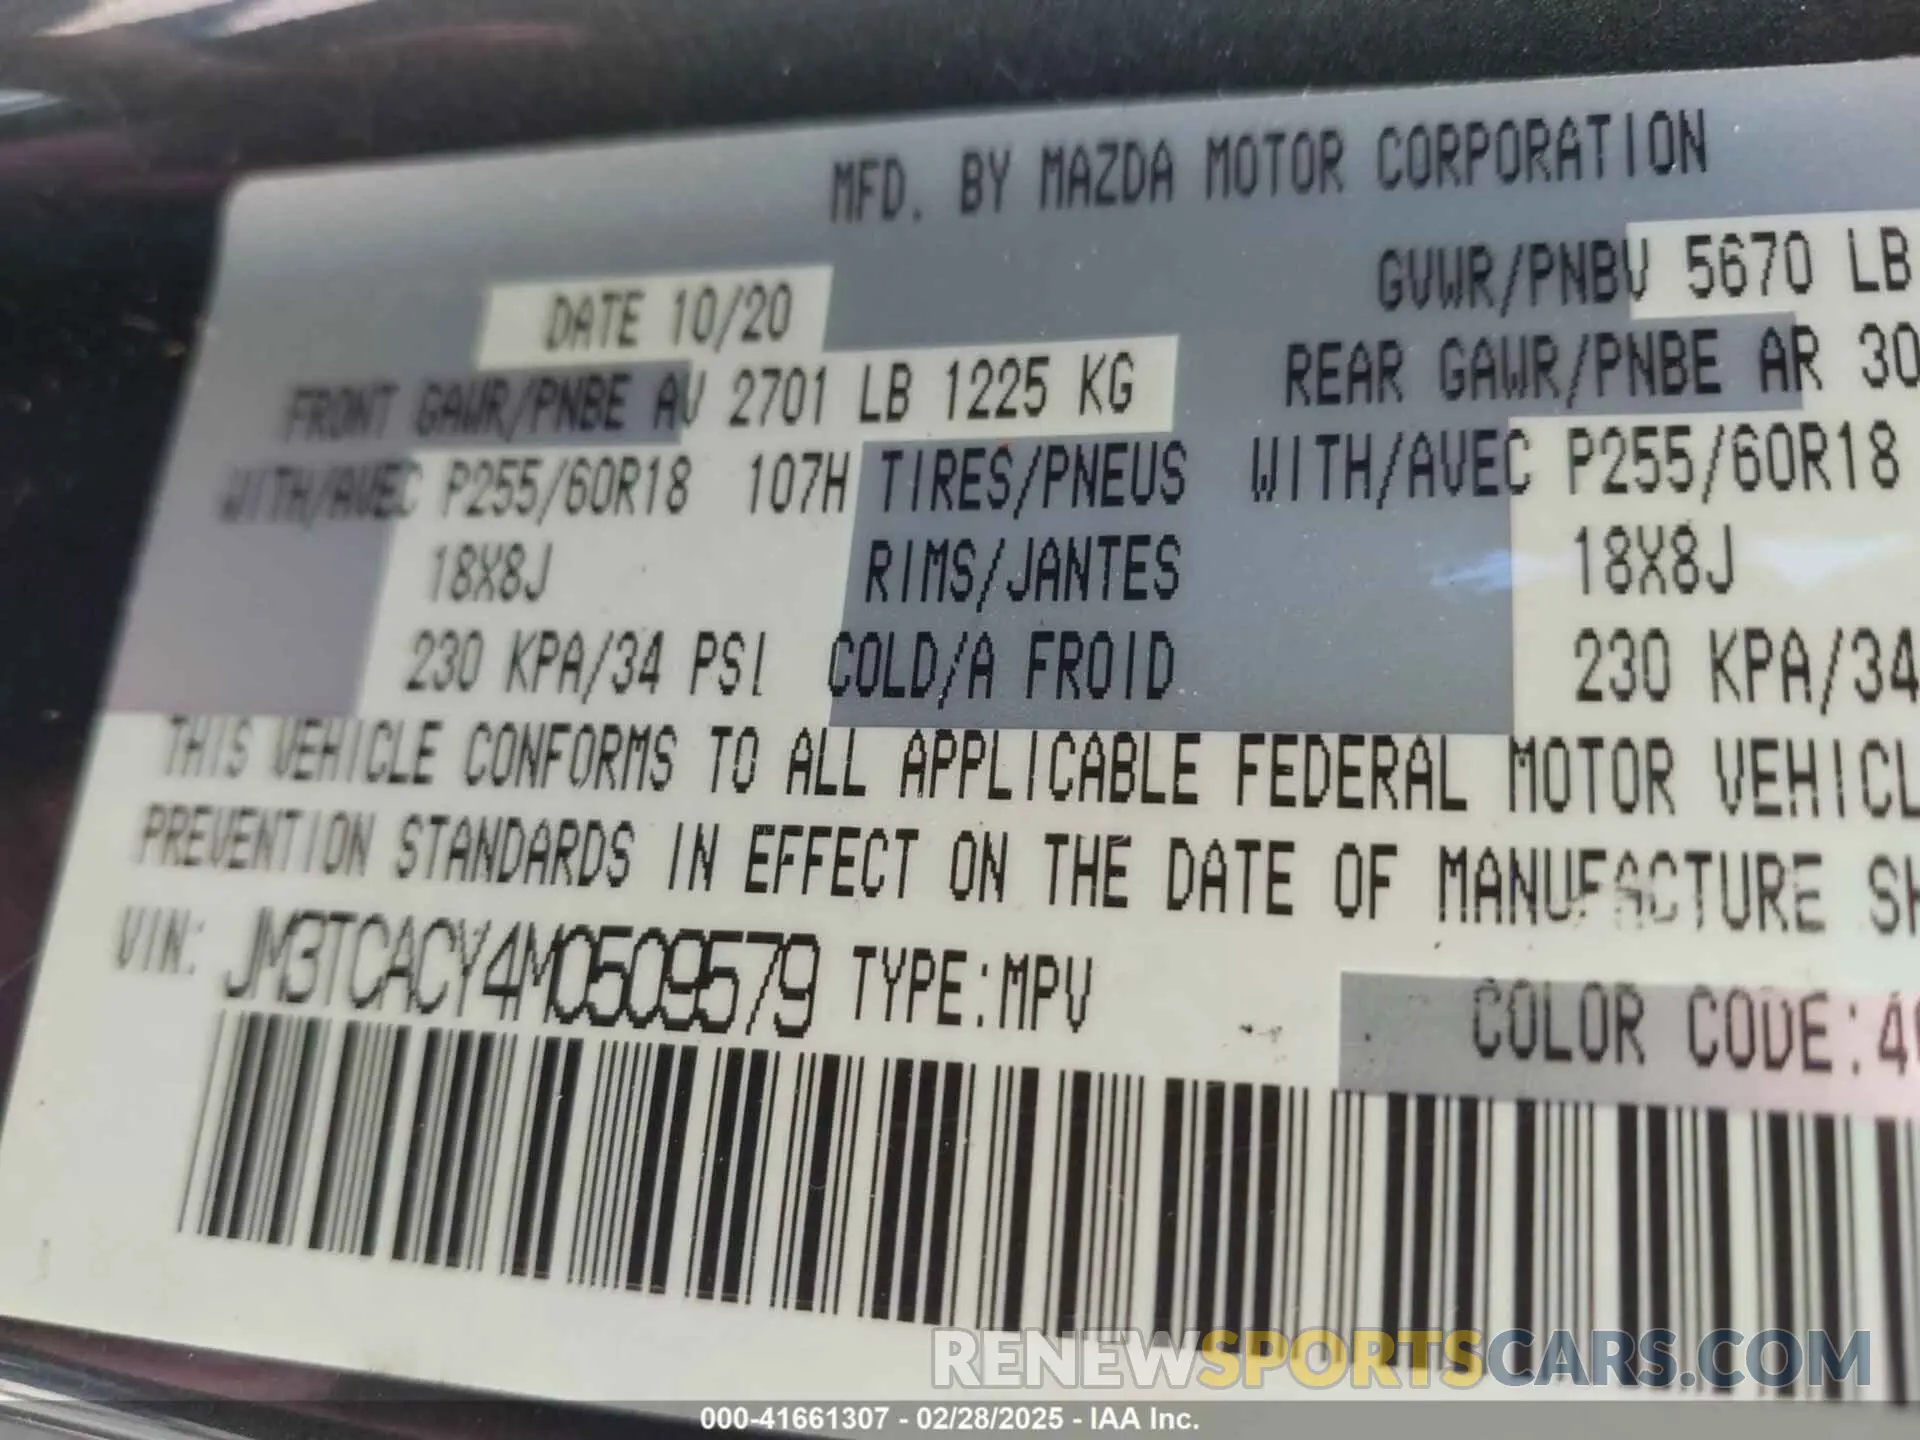 MFD. BY MAZDA MOTOR CORPORATION
DATE 10/20 GVWR/PNBV 5670 LB
FRONT GAWR/PNBE AV 2701 LB 1225 KG REAR GAWR/PNBE AR 30
WITH/AVEC P255/60R18 107H TIRES/PNEUS WITH/AVEC P255/60R18
18X8J RIMS/JANTES 18X8J
230 KPA/34 PSI COLD/A FROID 230 KPA/34
THIS VEHICLE CONFORMS TO ALL APPLICABLE FEDERAL MOTOR VEHICL
PREVENTION STANDARDS IN EFFECT ON THE DATE OF MANUFACTURE SH
VIN: JM3TCACY4M0509579 TYPE:MPV
COLOR CODE:4
RENEWSPORTSCARS.COM
000-41661307 - 02/28/2025 - IAA Inc.